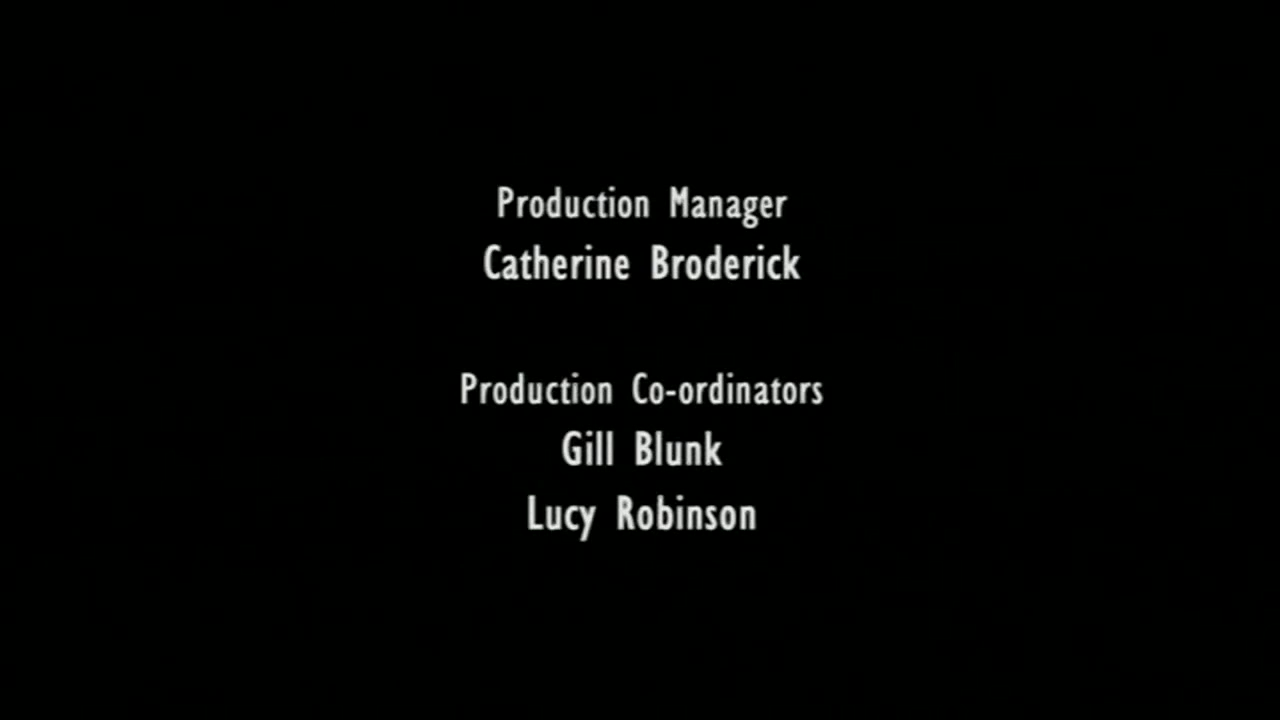 Production Manager
Catherine Broderick
Production Co-ordinators
Gill Blunk
Lucy Robinson